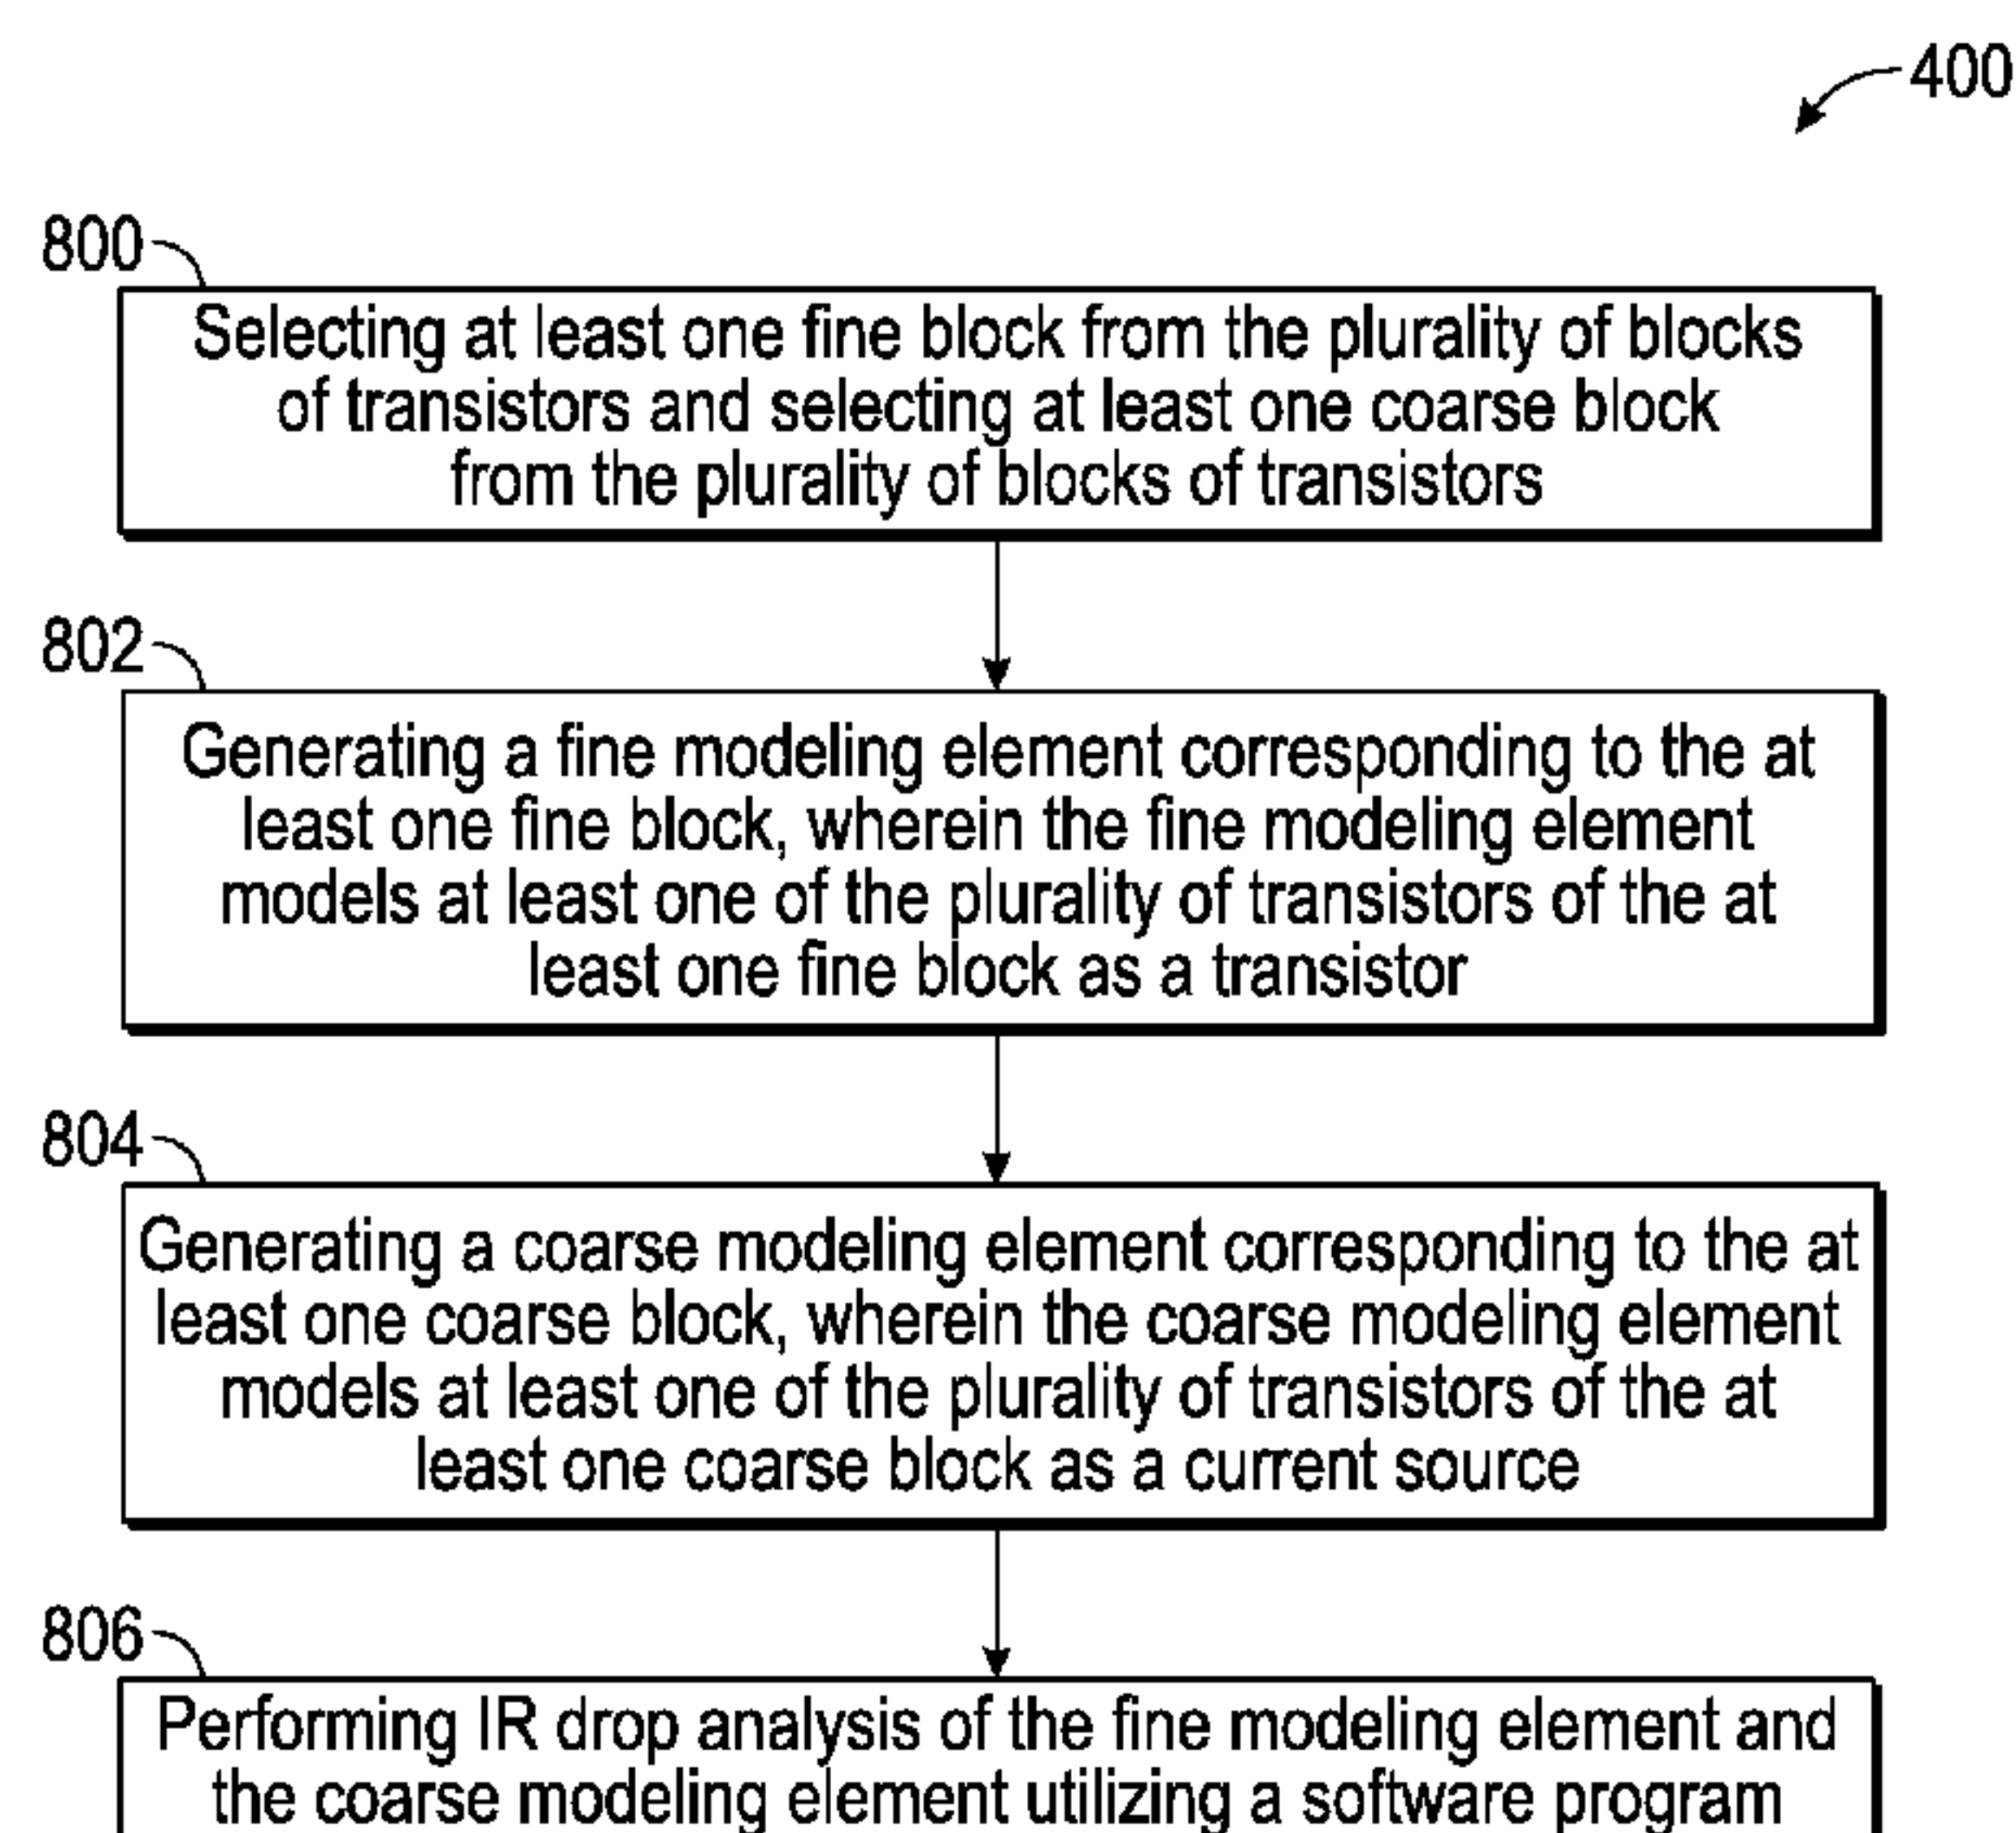 400
800
Selecting at least one fine block from the plurality of blocks
of transistors and selecting at least one coarse block
from the plurality of blocks of transistors
802
Generating a fine modeling element corresponding to the at
least one fine block, wherein the fine modeling element
models at least one of the plurality of transistors of the at
least one fine block as a transistor
804
Generating a coarse modeling element corresponding to the at
least one coarse block, wherein the coarse modeling element
models at least one of the plurality of transistors of the at
least one coarse block as a current source
806
Performing IR drop analysis of the fine modeling element and
the coarse modeling element utilizing a software program